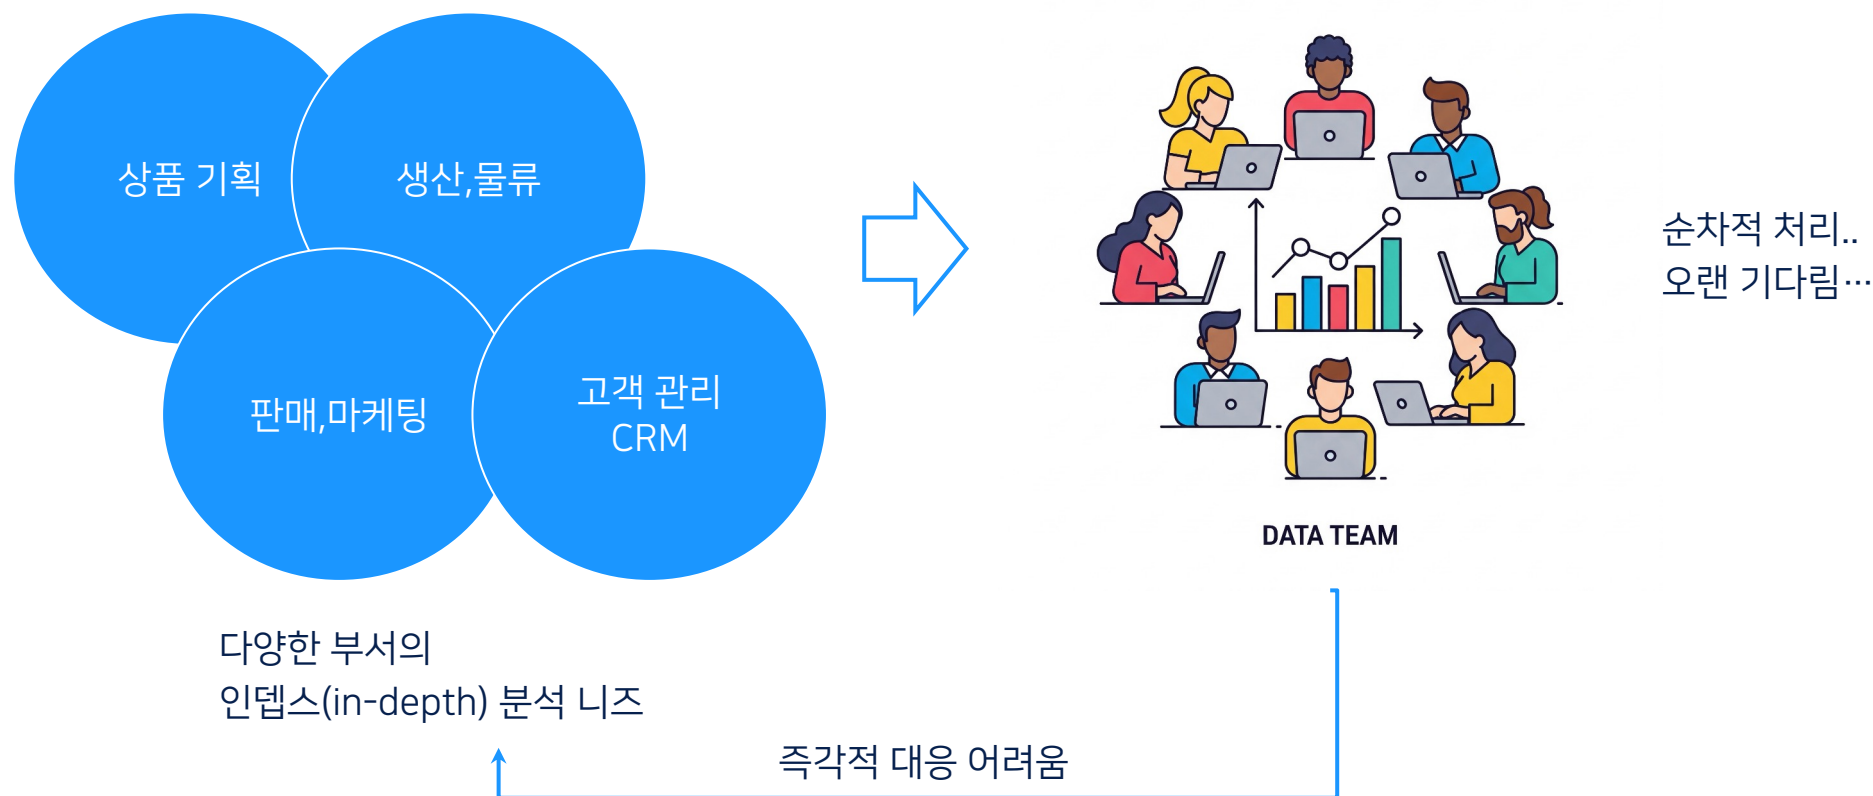 상품 기획
생산,물류
판매,마케팅
고객 관리
CRM
다양한 부서의
인뎁스(in-depth) 분석 니즈
DATA TEAM
순차적 처리..
오랜 기다림…
즉각적 대응 어려움